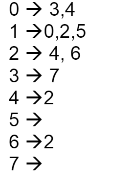 0 → 3,4
1 →0,2,5
2 → 4, 6
3 → 7
4 →2
5 →
6 →2
7 →